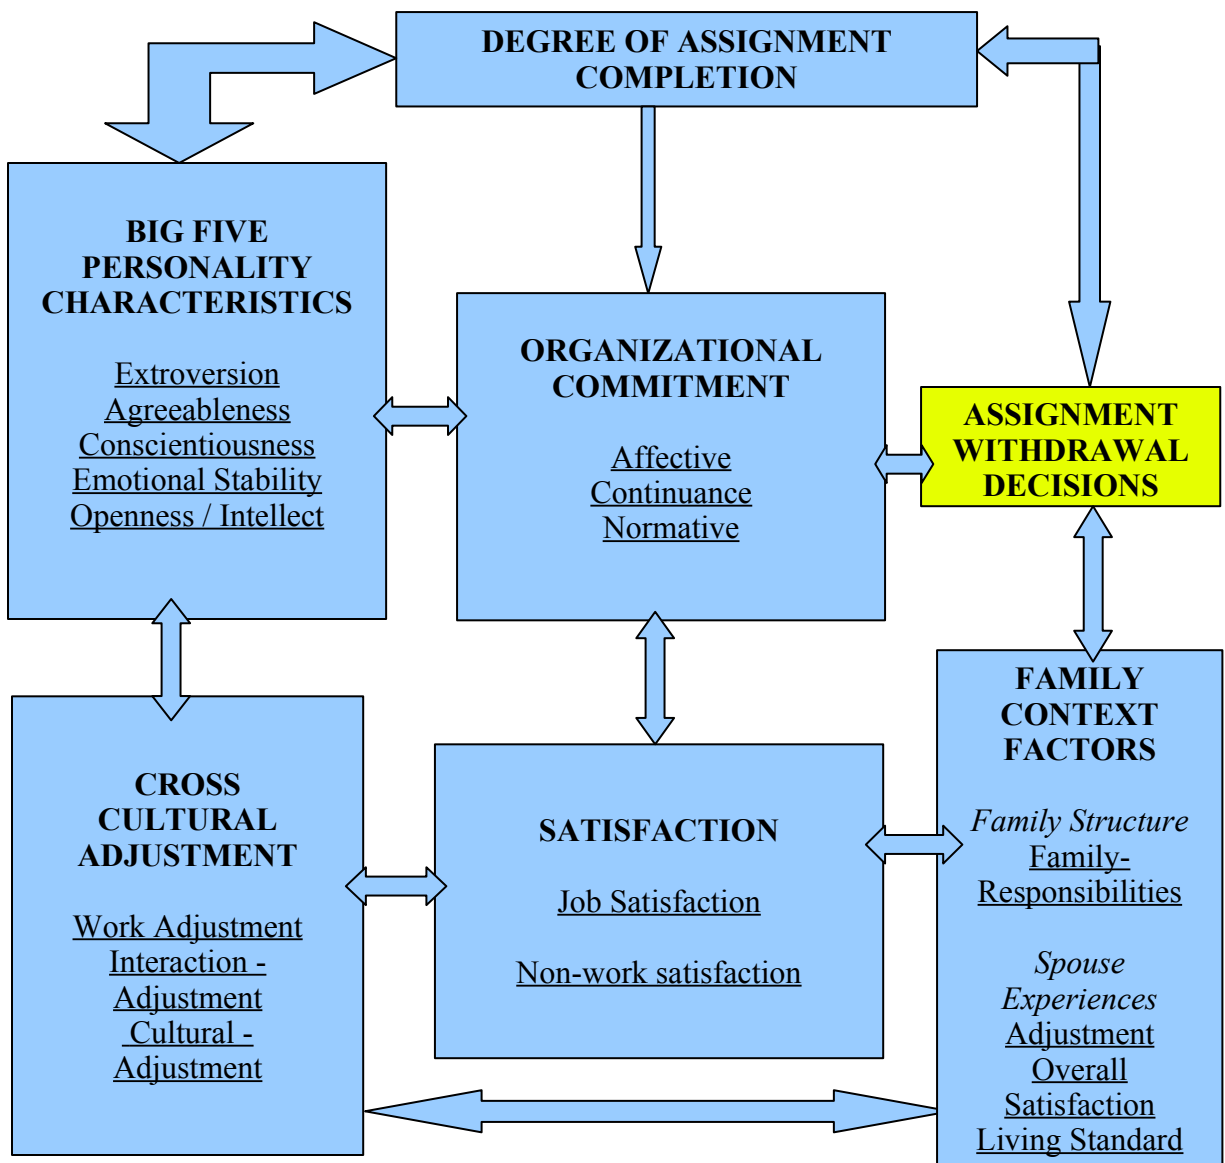 DEGREE OF ASSIGNMENT
COMPLETION
BIG FIVE
PERSONALITY
CHARACTERISTICS
Extroversion
Agreeableness
Conscientiousness
Emotional Stability
Openness / Intellect
ORGANIZATIONAL
COMMITMENT
Affective
Continuance
Normative
ASSIGNMENT
WITHDRAWAL
DECISIONS
CROSS
CULTURAL
ADJUSTMENT
Work Adjustment
Interaction -
Adjustment
Cultural -
Adjustment
SATISFACTION
Job Satisfaction
Non-work satisfaction
FAMILY
CONTEXT
FACTORS
Family Structure
Family-
Responsibilities
Spouse
Experiences
Adjustment
Overall
Satisfaction
Living Standard